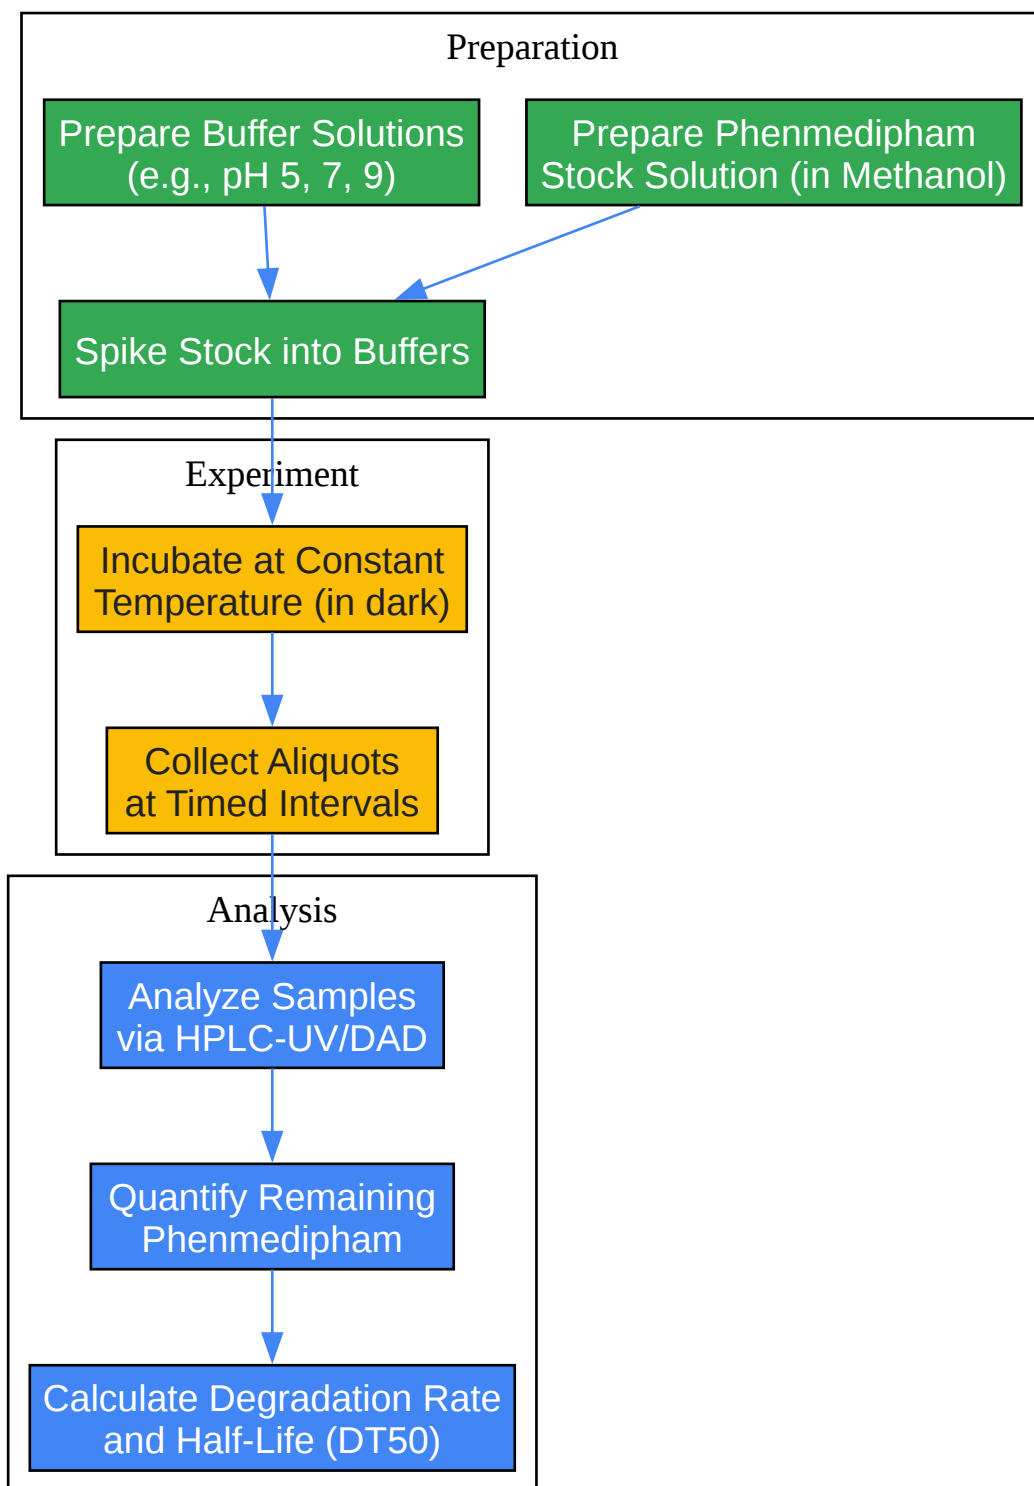 Preparation
Prepare Buffer Solutions
(e.g., pH 5, 7, 9)
Prepare Phenmedipham
Stock Solution (in Methanol)
Spike Stock into Buffers
Experiment
Incubate at Constant
Temperature (in dark)
Collect Aliquots
at Timed Intervals
Analysis
Analyze Samples
via HPLC-UV/DAD
Quantify Remaining
Phenmedipham
Calculate Degradation Rate
and Half-Life (DT50)